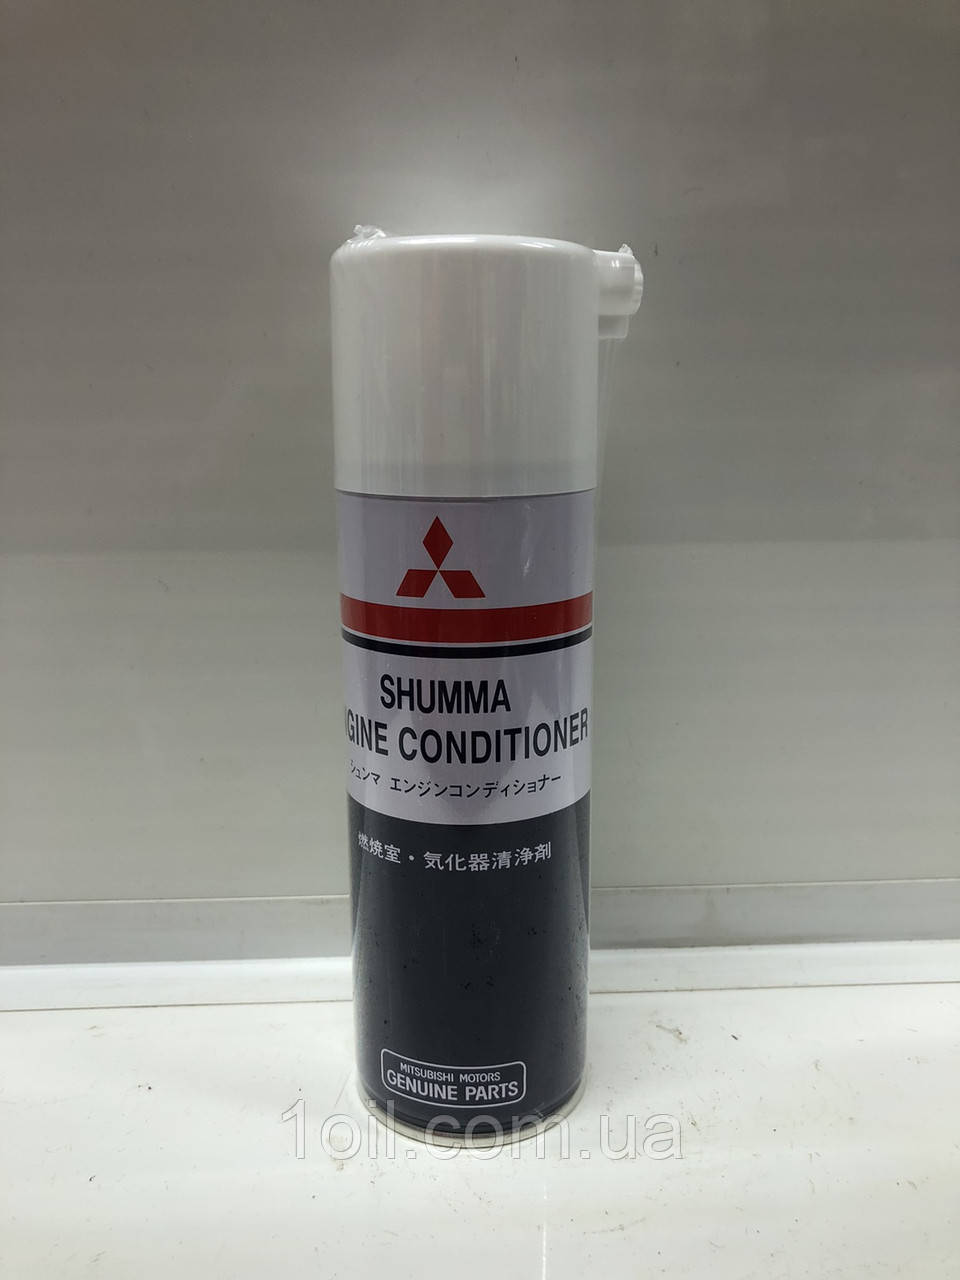 SHUMMA
NGINE CONDITIONER
シュンマ エンジンコンディショナー
燃焼室・気化器清浄剤
MITSUBISHI MOTORS
GENUINE PARTS
1oil.com.ua